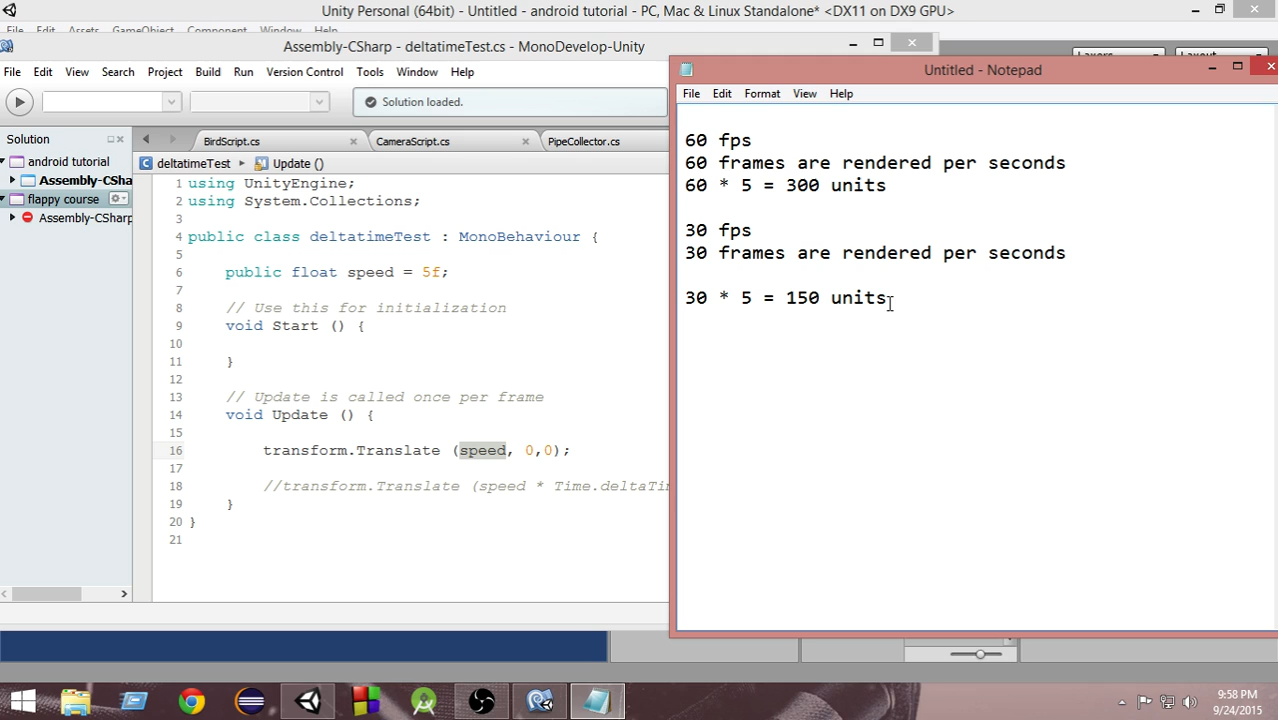 Unity Personal (64bit) - Untitled - android tutorial - PC, Mac & Linux Standalone* <DX11 on DX9 GPU>
File Edit Assets GameObject Component Window Help
Assembly-CSharp - deltatimeTest.cs - MonoDevelop-Unity
Layers Layout
File Edit View Search Project Build Run Version Control Tools Window Help
Solution loaded.
Solution
BirdScript.cs CameraScript.cs PipeCollector.cs
android tutorial
Assembly-CSha
flappy course
Assembly-CSharp
deltatimeTest Update ()
1 using UnityEngine;
2 using System.Collections;
3
4 public class deltatimeTest : MonoBehaviour {
5
6 public float speed = 5f;
7
8 // Use this for initialization
9 void Start () {
10
11 }
12
13 // Update is called once per frame
14 void Update () {
15
16 transform.Translate (speed, 0,0);
17
18 //transform.Translate (speed * Time.deltaTim
19 }
20 }
21
Untitled - Notepad
File Edit Format View Help
60 fps
60 frames are rendered per seconds
60 * 5 = 300 units
30 fps
30 frames are rendered per seconds
30 * 5 = 150 units
9:58 PM
9/24/2015